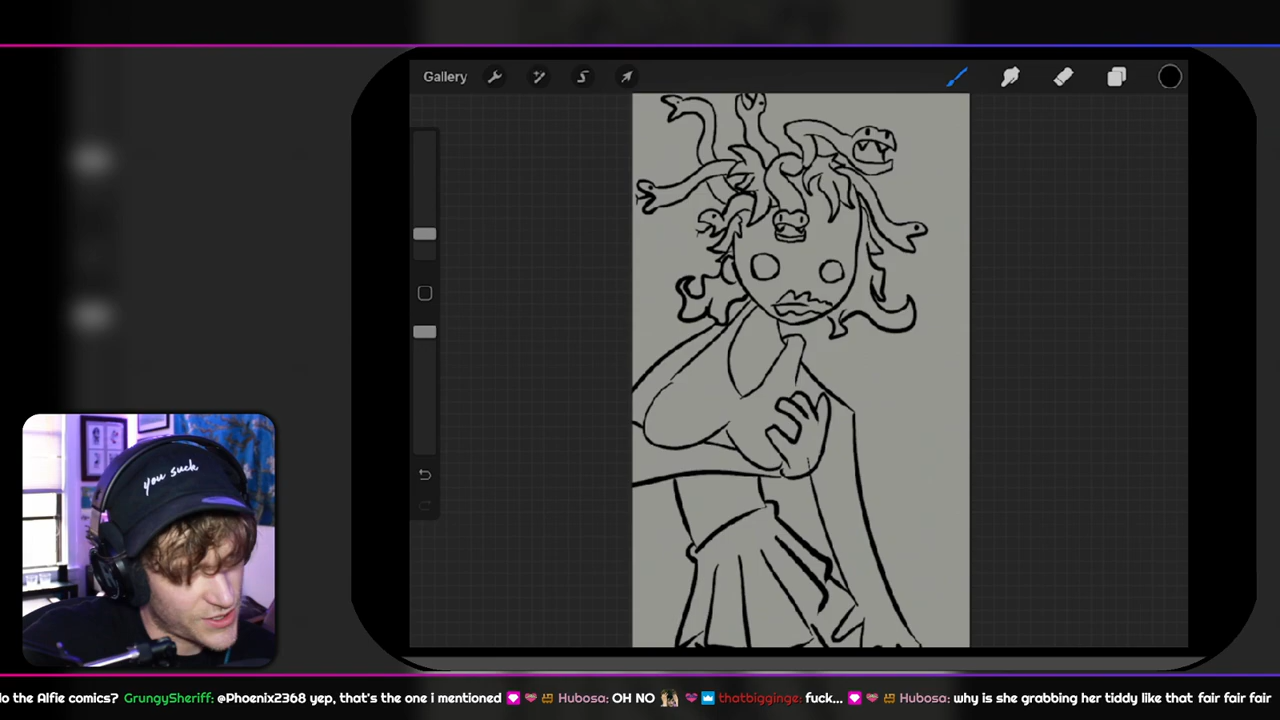 Gallery
you suck
do the Alfie comics? GrungySheriff: @Phoenix2368 yep, that's the one i mentioned Hubosa: OH NO thatbigginge: fuck... Hubosa: why is she grabbing her tiddy like that fair fair fair